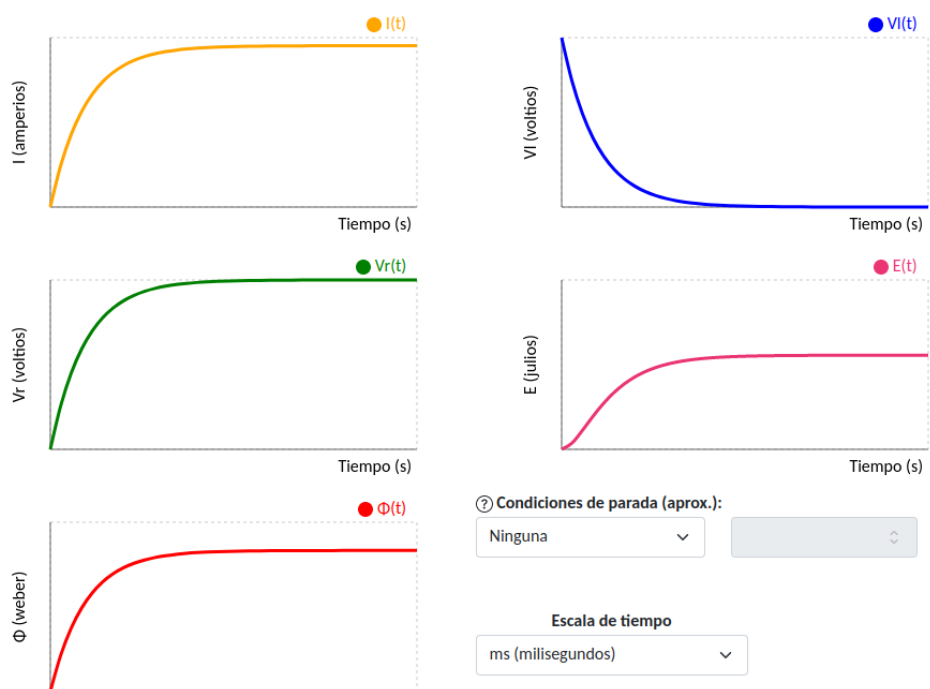 I(t)
I (amperios)
Tiempo (s)
Vl(t)
Vl (voltios)
Tiempo (s)
Vr(t)
Vr (voltios)
Tiempo (s)
E(t)
E (julios)
Tiempo (s)
Φ(t)
Φ (weber)
? Condiciones de parada (aprox.):
Ninguna
Escala de tiempo
ms (milisegundos)